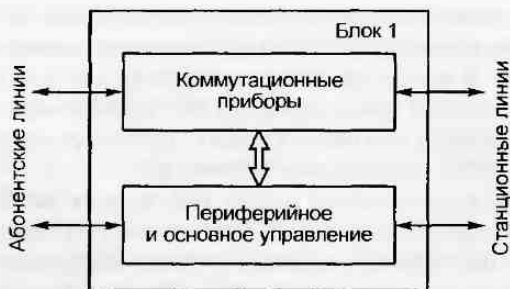 Блок 1
Абонентские линии
Коммутационные
приборы
Периферийное
и основное управление
Станционные линии